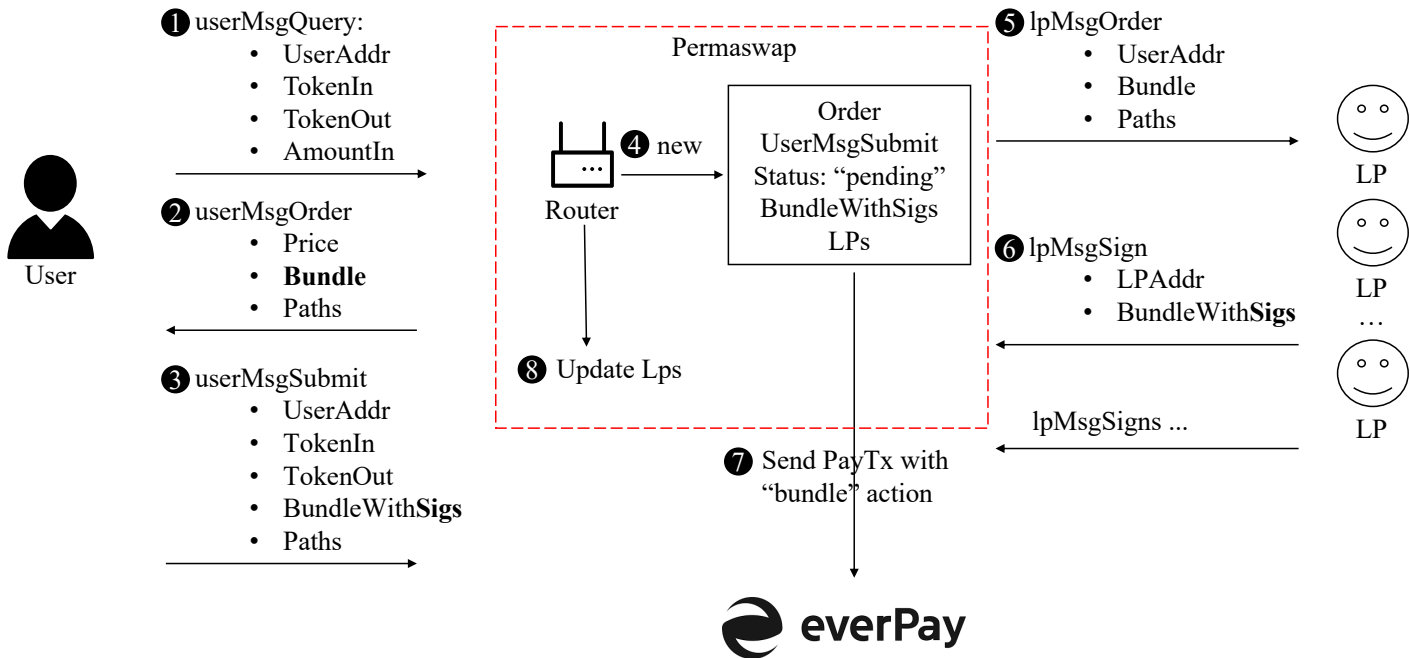 ❶ userMsgQuery:
• UserAddr
• TokenIn
• TokenOut
• AmountIn
User
❷ userMsgOrder
• Price
• Bundle
• Paths
❸ userMsgSubmit
• UserAddr
• TokenIn
• TokenOut
• BundleWithSigs
• Paths
Permaswap
Router
❹ new
Order
UserMsgSubmit
Status: “pending”
BundleWithSigs
LPs
❽ Update Lps
❺ lpMsgOrder
• UserAddr
• Bundle
• Paths
❻ lpMsgSign
• LPAddr
• BundleWithSigs
lpMsgSigns ...
LP
LP
…
LP
❼ Send PayTx with
“bundle” action
everPay